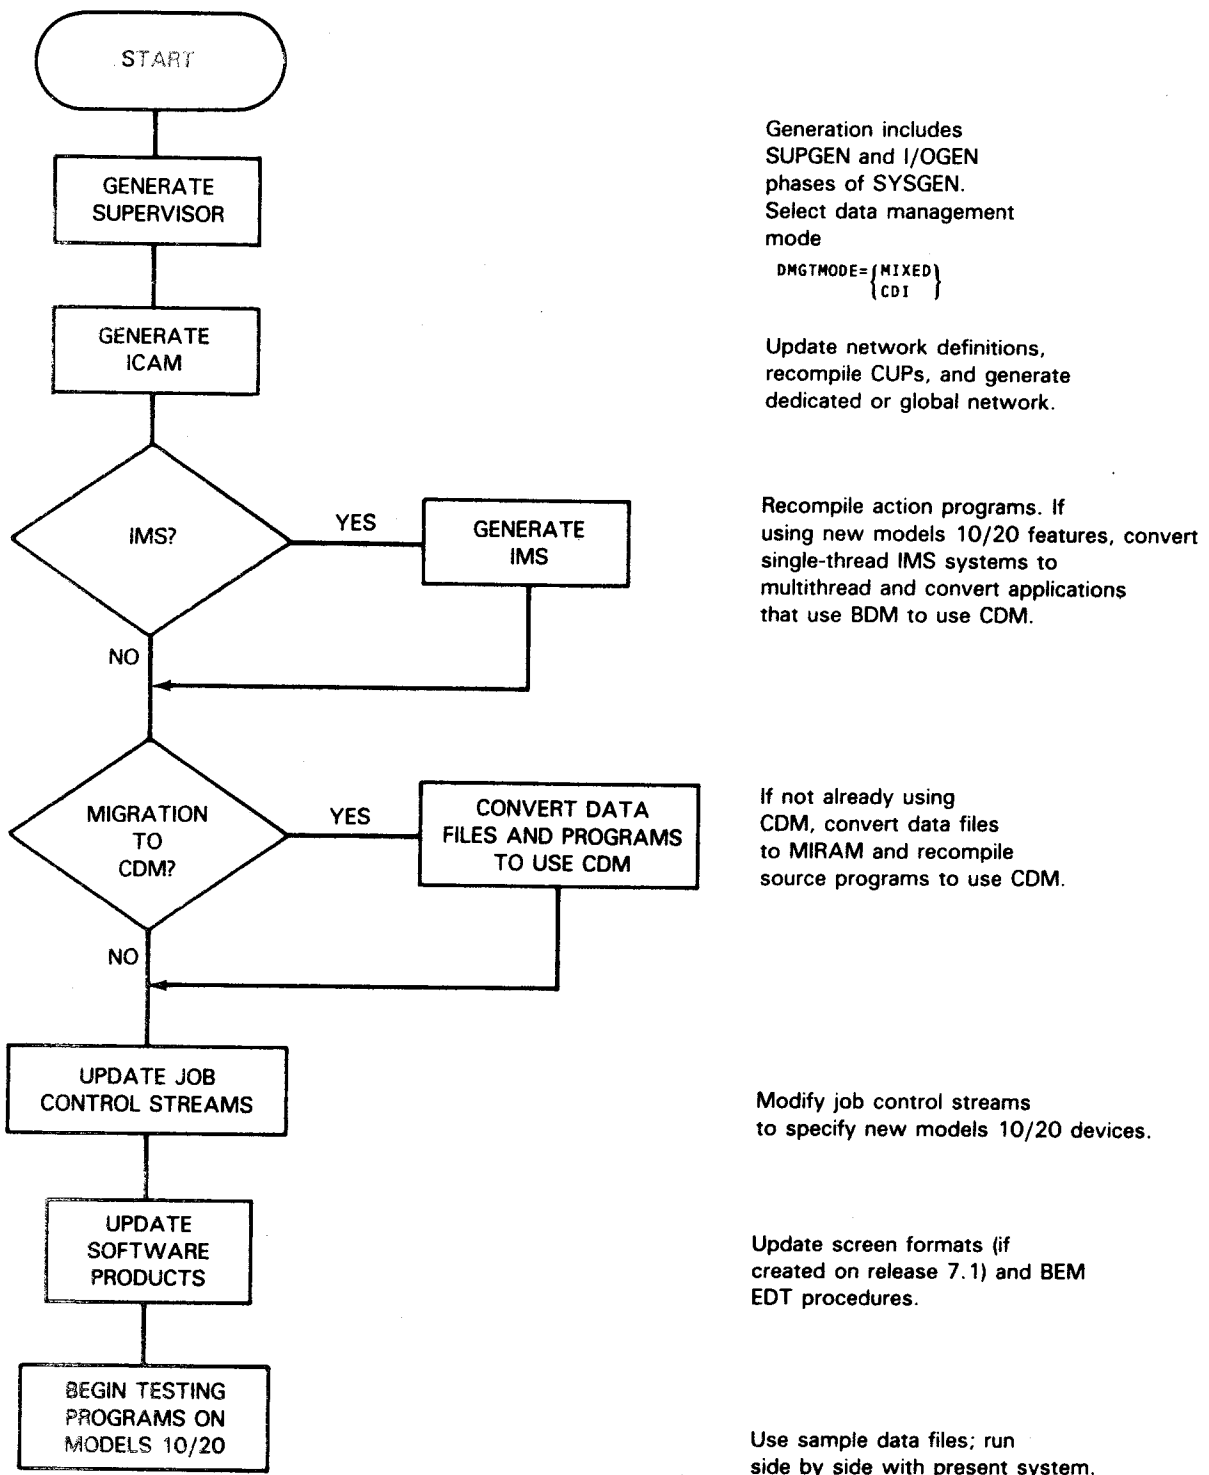 START
GENERATE
SUPERVISOR
Generation includes
SUPGEN and I/OGEN
phases of SYSGEN.
Select data management
mode
DMGTMODE={MIXED}
{CDI }
GENERATE
ICAM
Update network definitions,
recompile CUPs, and generate
dedicated or global network.
IMS?
YES
GENERATE
IMS
NO
Recompile action programs. If
using new models 10/20 features, convert
single-thread IMS systems to
multithread and convert applications
that use BDM to use CDM.
MIGRATION
TO
CDM?
YES
CONVERT DATA
FILES AND PROGRAMS
TO USE CDM
NO
If not already using
CDM, convert data files
to MIRAM and recompile
source programs to use CDM.
UPDATE JOB
CONTROL STREAMS
Modify job control streams
to specify new models 10/20 devices.
UPDATE
SOFTWARE
PRODUCTS
Update screen formats (if
created on release 7.1) and BEM
EDT procedures.
BEGIN TESTING
PROGRAMS ON
MODELS 10/20
Use sample data files; run
side by side with present system.